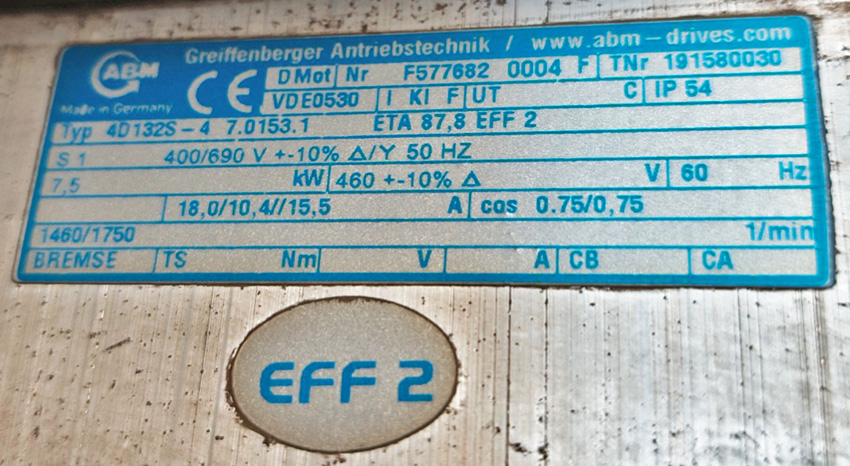 ABM
Made in Germany
Greiffenberger Antriebstechnik / www.abm-drives.com
CE
D Mot Nr F577682 0004 F TNr 191580030
VDE0530 I KI F UT C IP 54
Typ 4D132S-4 7.0153.1 ETA 87,8 EFF 2
S 1 400/690 V +-10% Δ/Y 50 HZ
7,5 kW 460 +-10% Δ V 60 Hz
18,0/10,4//15,5 A cos 0.75/0,75
1460/1750 1/min
BREMSE TS Nm V A CB CA
EFF 2